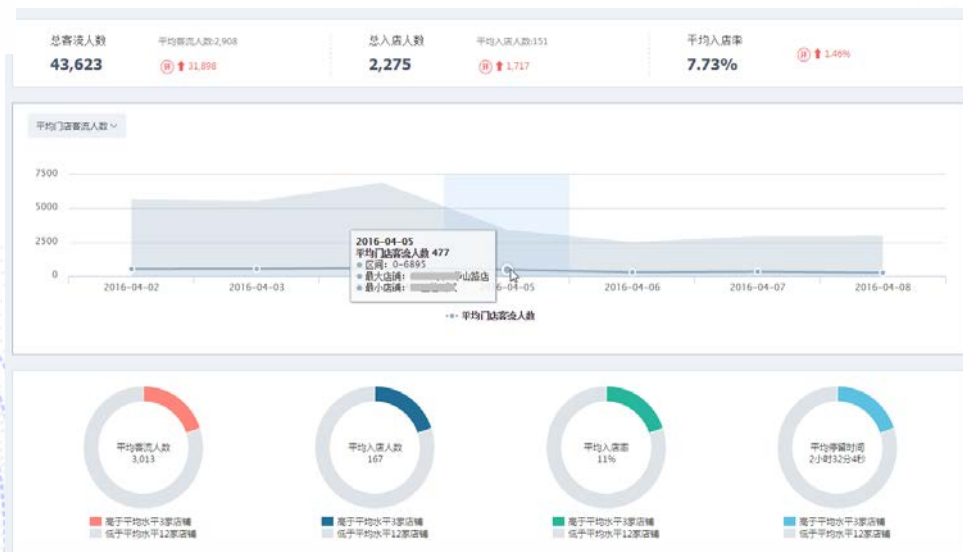 总客流人数 平均客流人数:2,908 总入店人数 平均入店人数:151 平均入店率
43,623 31,898 2,275 1,717 7.73% 1.46%
平均门店客流人数
7500
5000
2500
0
2016-04-05
平均门店客流人数 477
区间: 0-6895
最大店铺: 山路店
最小店铺:
2016-04-02 2016-04-03 04-05 2016-04-06 2016-04-07 2016-04-08
平均门店客流人数
平均客流人数 平均入店人数 平均入店率 平均停留时间
3,013 167 11% 2小时32分4秒
高于平均水平3家店铺 高于平均水平3家店铺 高于平均水平3家店铺 高于平均水平3家店铺
低于平均水平12家店铺 低于平均水平12家店铺 低于平均水平12家店铺 低于平均水平12家店铺